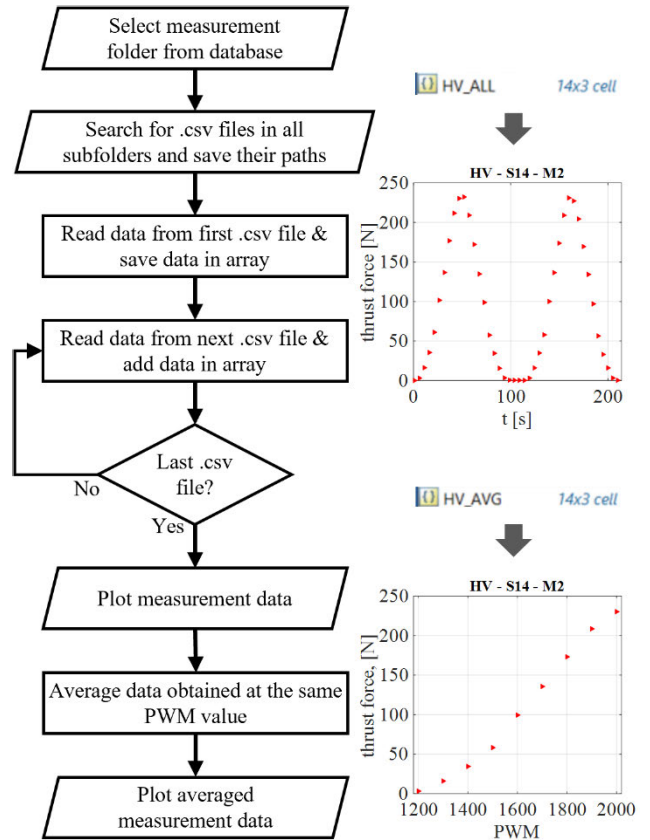 Select measurement
folder from database
Search for .csv files in all
subfolders and save their paths
Read data from first .csv file &
save data in array
Read data from next .csv file &
add data in array
Last .csv
file?
No
Yes
Plot measurement data
Average data obtained at the same
PWM value
Plot averaged
measurement data
{} HV_ALL 14x3 cell
HV - S14 - M2
thrust force [N]
250
200
150
100
50
0
0 100 200
t [s]
{} HV_AVG 14x3 cell
HV - S14 - M2
thrust force, [N]
250
200
150
100
50
0
1200 1400 1600 1800 2000
PWM